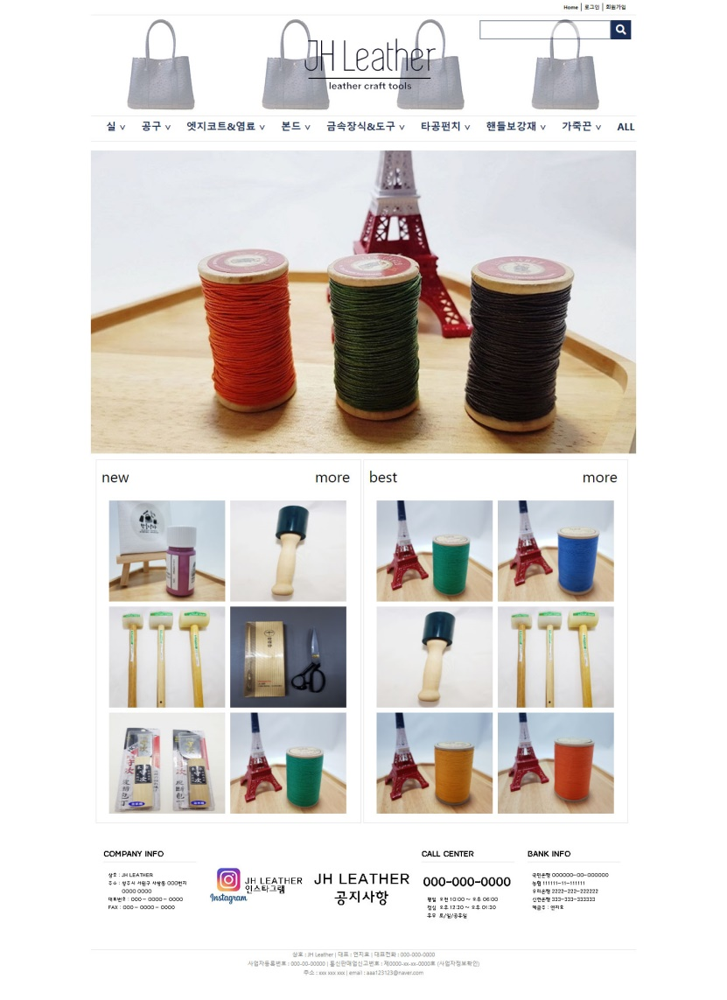 Home | 로그인 | 회원가입
JH Leather
leather craft tools
실 ∨ 공구 ∨ 엣지코트&염료 ∨ 본드 ∨ 금속장식&도구 ∨ 타공펀치 ∨ 핸들보강재 ∨ 가죽끈 ∨ ALL
new more
best more
COMPANY INFO
상호 : JH LEATHER
주소 : 청주시 서원구 사창동 000번지
0000 0000
대표번호 : 000 - 0000 - 0000
FAX : 000 - 0000 - 0000
Instagram
JH LEATHER
인스타그램
JH LEATHER
공지사항
CALL CENTER
000-000-0000
평일 오전 10:00 ~ 오후 06:00
점심 오후 12:30 ~ 오후 01:30
휴무 토/일/공휴일
BANK INFO
국민은행 000000-00-000000
농협 111111-11-111111
우리은행 2222-222-222222
신한은행 333-333-333333
예금주 : 연지호
상호 : JH Leather | 대표 : 연지호 | 대표전화 : 000-000-0000
사업자등록번호 : 000-00-00000 | 통신판매업신고번호 : 제0000-xx-xx-0000호 (사업자정보확인)
주소 : xxx xxx xxx | email : aaa123123@naver.com